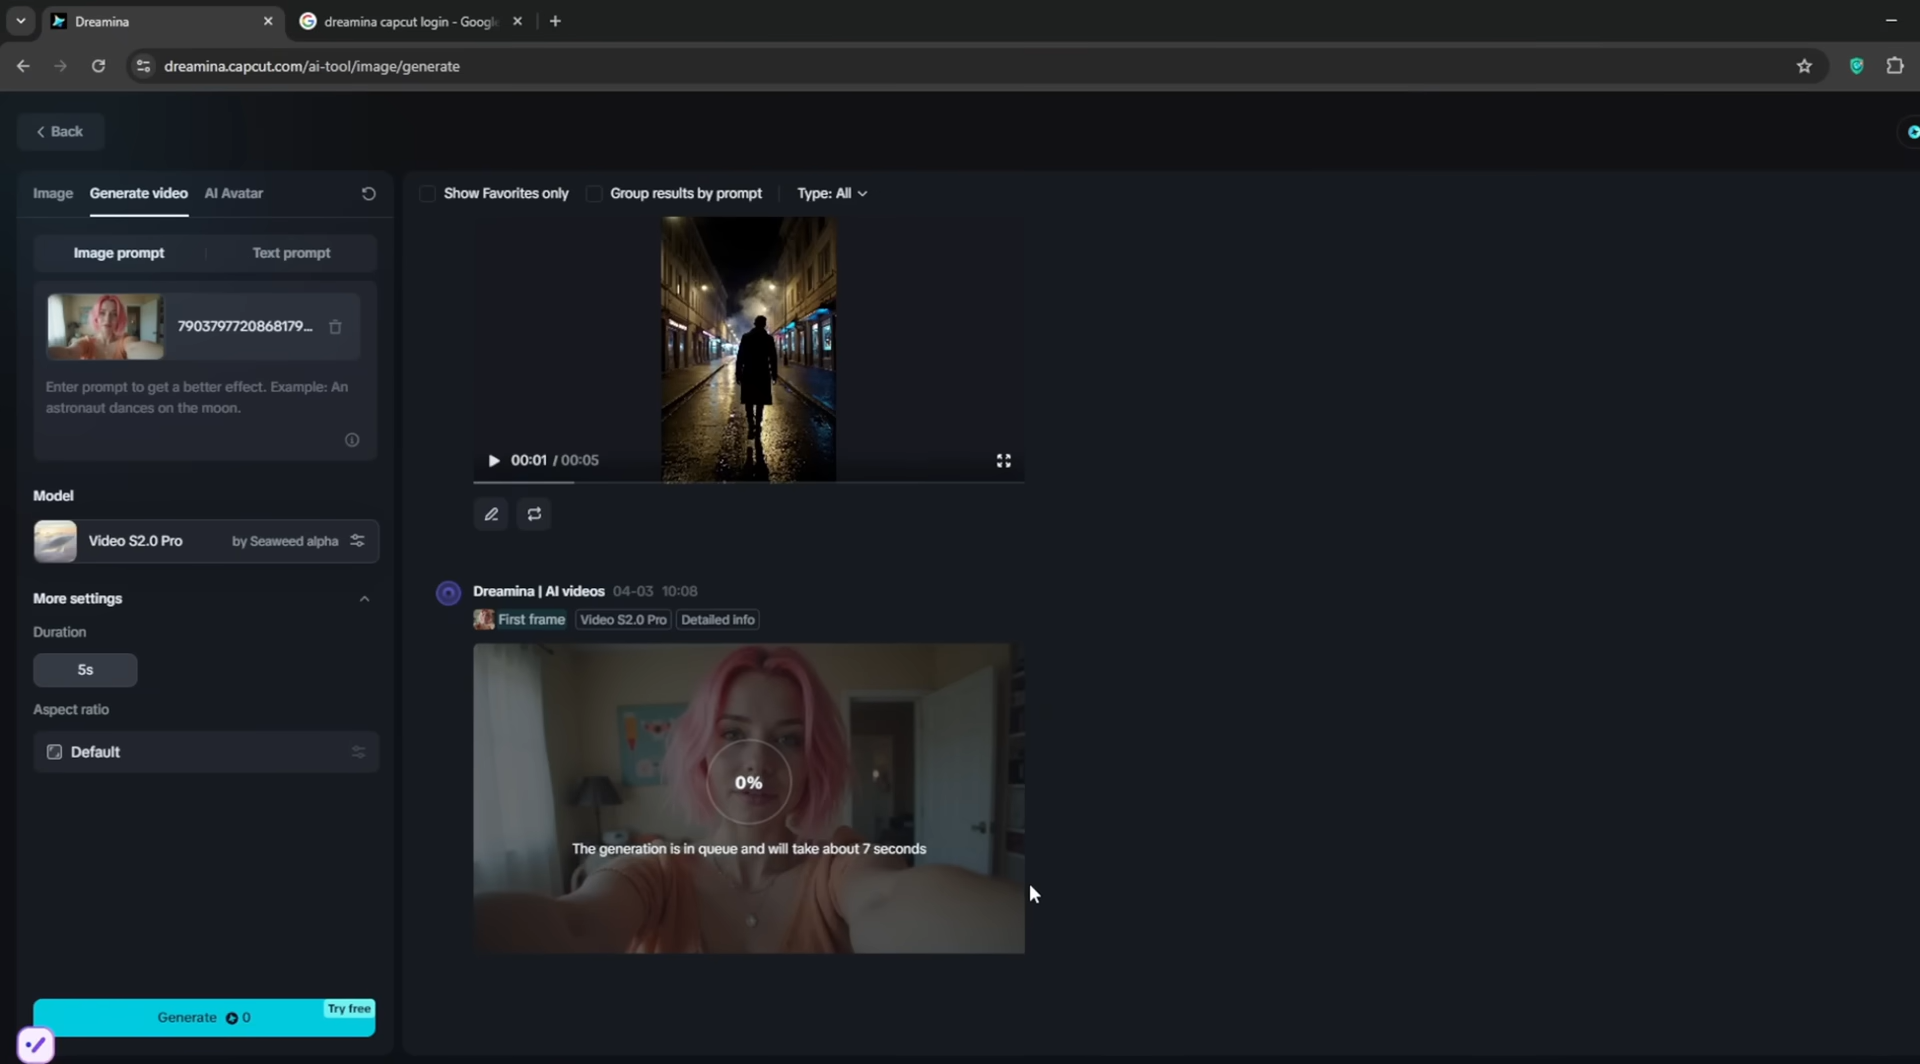 Dreamina
dreamina capcut login - Google
dreamina.capcut.com/ai-tool/image/generate
Back
Image
Generate video
AI Avatar
Show Favorites only
Group results by prompt
Type: All
Image prompt
Text prompt
7903797720868179...
Enter prompt to get a better effect. Example: An
astronaut dances on the moon.
00:01 / 00:05
Model
Video S2.0 Pro
by Seaweed alpha
Dreamina | AI videos 04-03 10:08
First frame
Video S2.0 Pro
Detailed info
More settings
Duration
5s
Aspect ratio
Default
0%
The generation is in queue and will take about 7 seconds
Try free
Generate 0